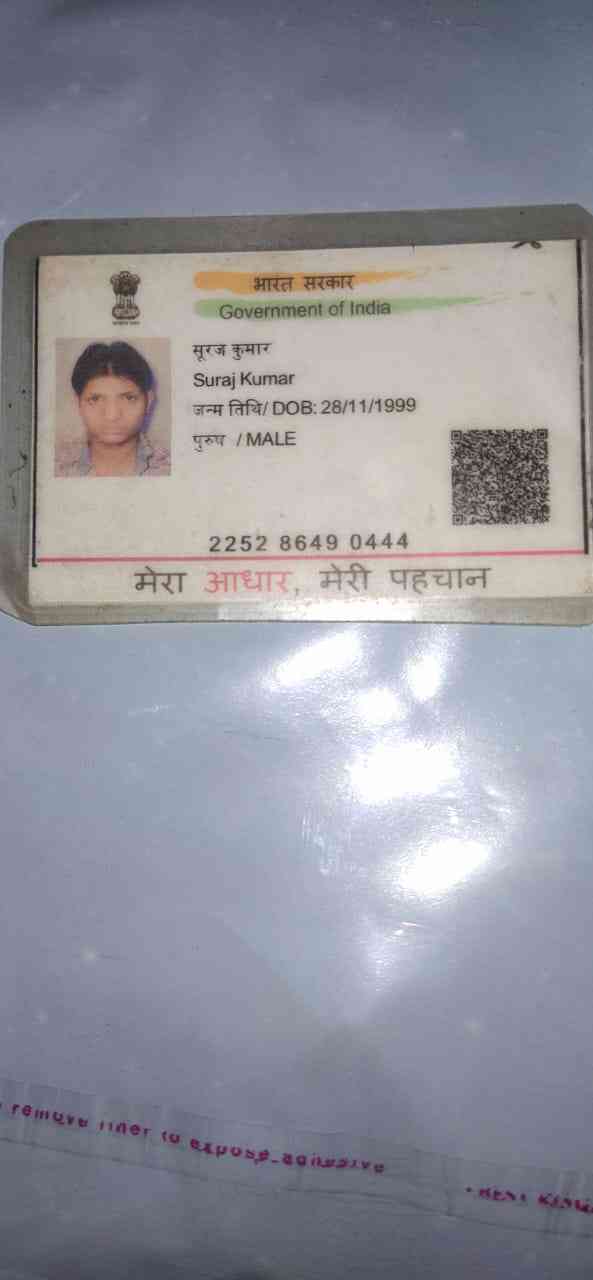 भारत सरकार
Government of India
सूरज कुमार
Suraj Kumar
जन्म तिथि/ DOB: 28/11/1999
पुरुष / MALE
2252 8649 0444
मेरा आधार, मेरी पहचान
remove liner to expose adhesive